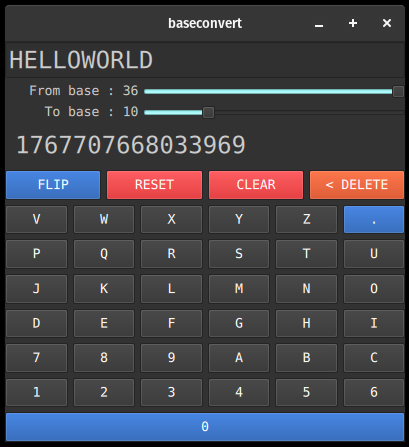 baseconvert
HELLOWORLD
From base : 36
To base : 10
1767707668033969
FLIP RESET CLEAR < DELETE
V W X Y Z .
P Q R S T U
J K L M N O
D E F G H I
7 8 9 A B C
1 2 3 4 5 6
0